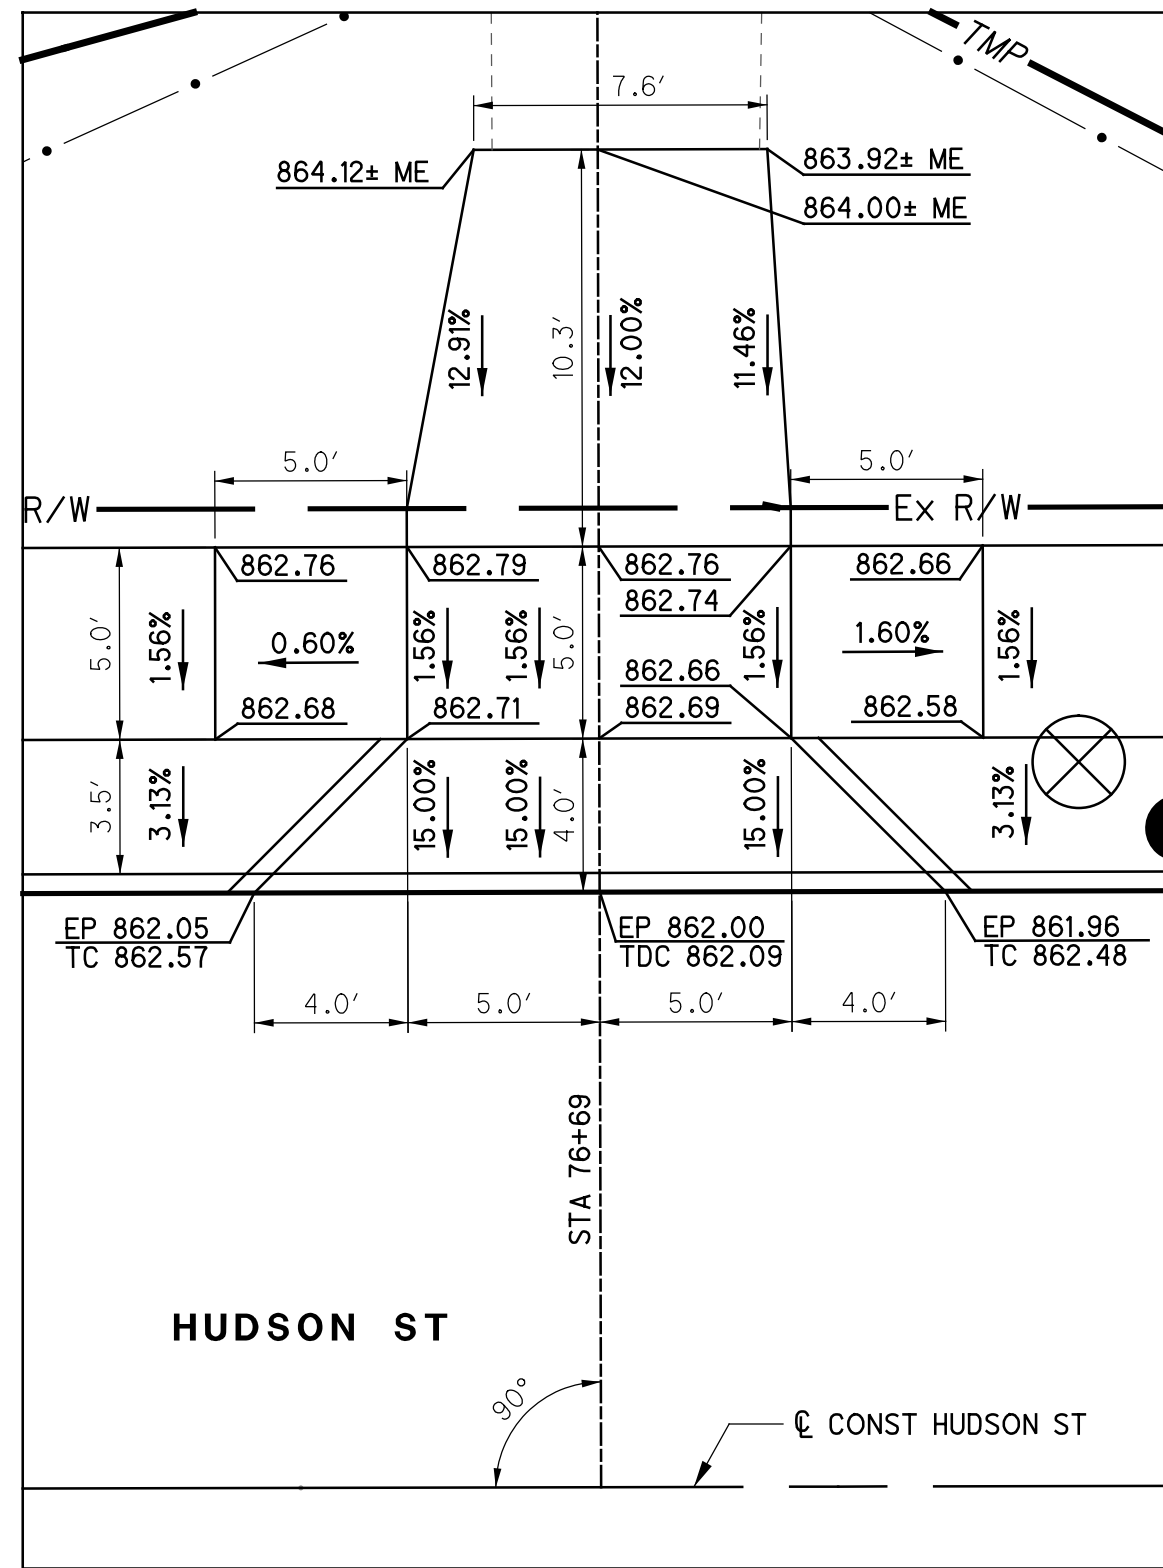 TMP
7.6'
864.12± ME
863.92± ME
864.00± ME
12.91%
10.3'
12.00%
11.46%
5.0'
5.0'
R/W
Ex R/W
862.76
862.79
862.76
862.66
862.74
5.0'
1.56%
0.60%
1.56%
1.56%
5.0'
1.56%
1.60%
1.56%
862.66
862.68
862.71
862.69
862.58
3.5'
3.13%
15.00%
15.00%
4.0'
15.00%
3.13%
EP 862.05
TC 862.57
EP 862.00
TDC 862.09
EP 861.96
TC 862.48
4.0'
5.0'
5.0'
4.0'
STA 76+69
HUDSON ST
90°
℄ CONST HUDSON ST